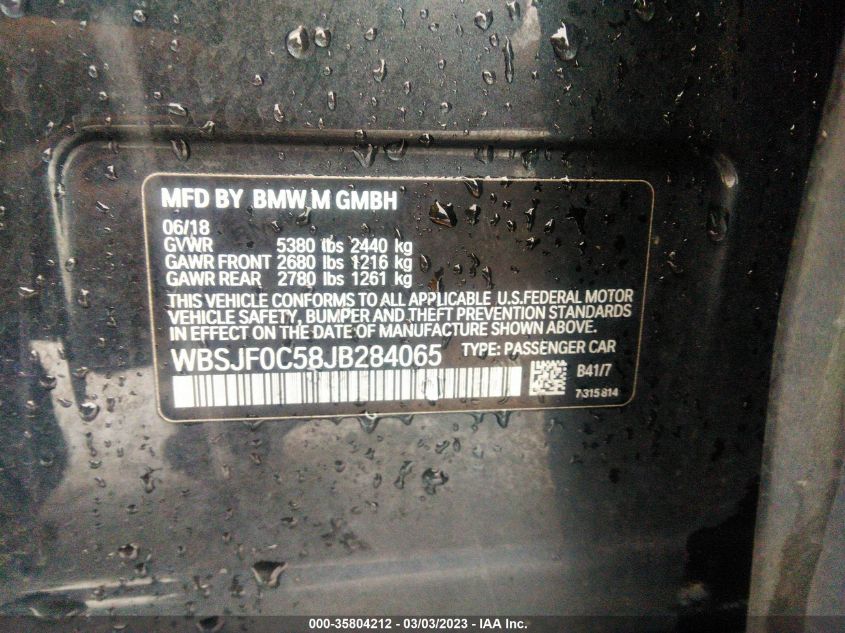 MFD BY BMW M GMBH
06/18
GVWR 5380 lbs 2440 kg
GAWR FRONT 2680 lbs 1216 kg
GAWR REAR 2780 lbs 1261 kg
THIS VEHICLE CONFORMS TO ALL APPLICABLE U.S.FEDERAL MOTOR
VEHICLE SAFETY, BUMPER AND THEFT PREVENTION STANDARDS
IN EFFECT ON THE DATE OF MANUFACTURE SHOWN ABOVE.
WBSJF0C58JB284065 TYPE: PASSENGER CAR
B41/7
7 315 814
000-35804212 - 03/03/2023 - IAA Inc.